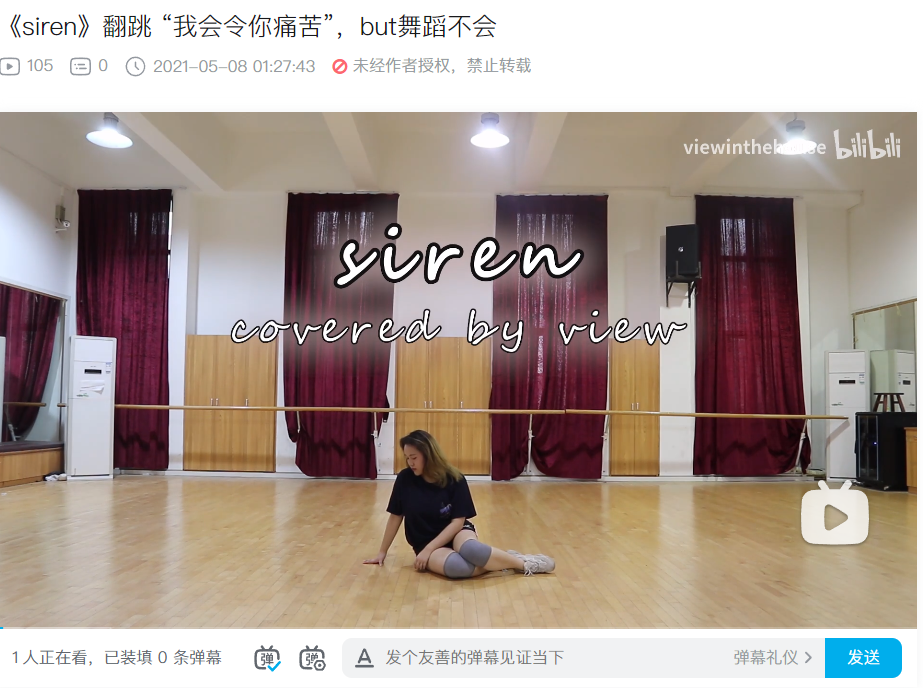 《siren》翻跳 “我会令你痛苦”，but舞蹈不会
105 0 2021-05-08 01:27:43 未经作者授权，禁止转载
viewintheh bilibili
siren
covered by view
1人正在看，已装填 0 条弹幕 弹 弹 A 发个友善的弹幕见证当下 弹幕礼仪 > 发送